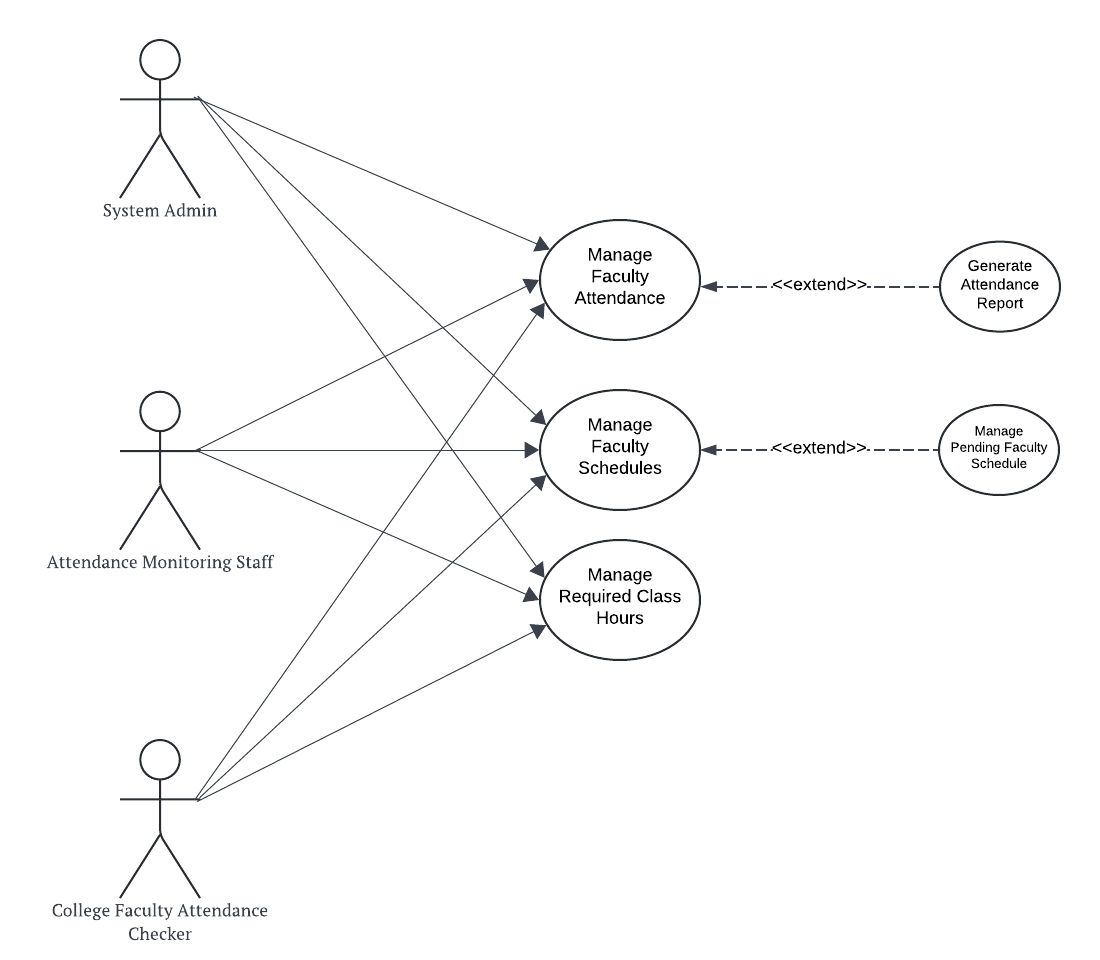 System Admin
Manage
Faculty
Attendance
<<extend>>
Generate
Attendance
Report
Attendance Monitoring Staff
Manage
Faculty
Schedules
<<extend>>
Manage
Pending Faculty
Schedule
Manage
Required Class
Hours
College Faculty Attendance
Checker